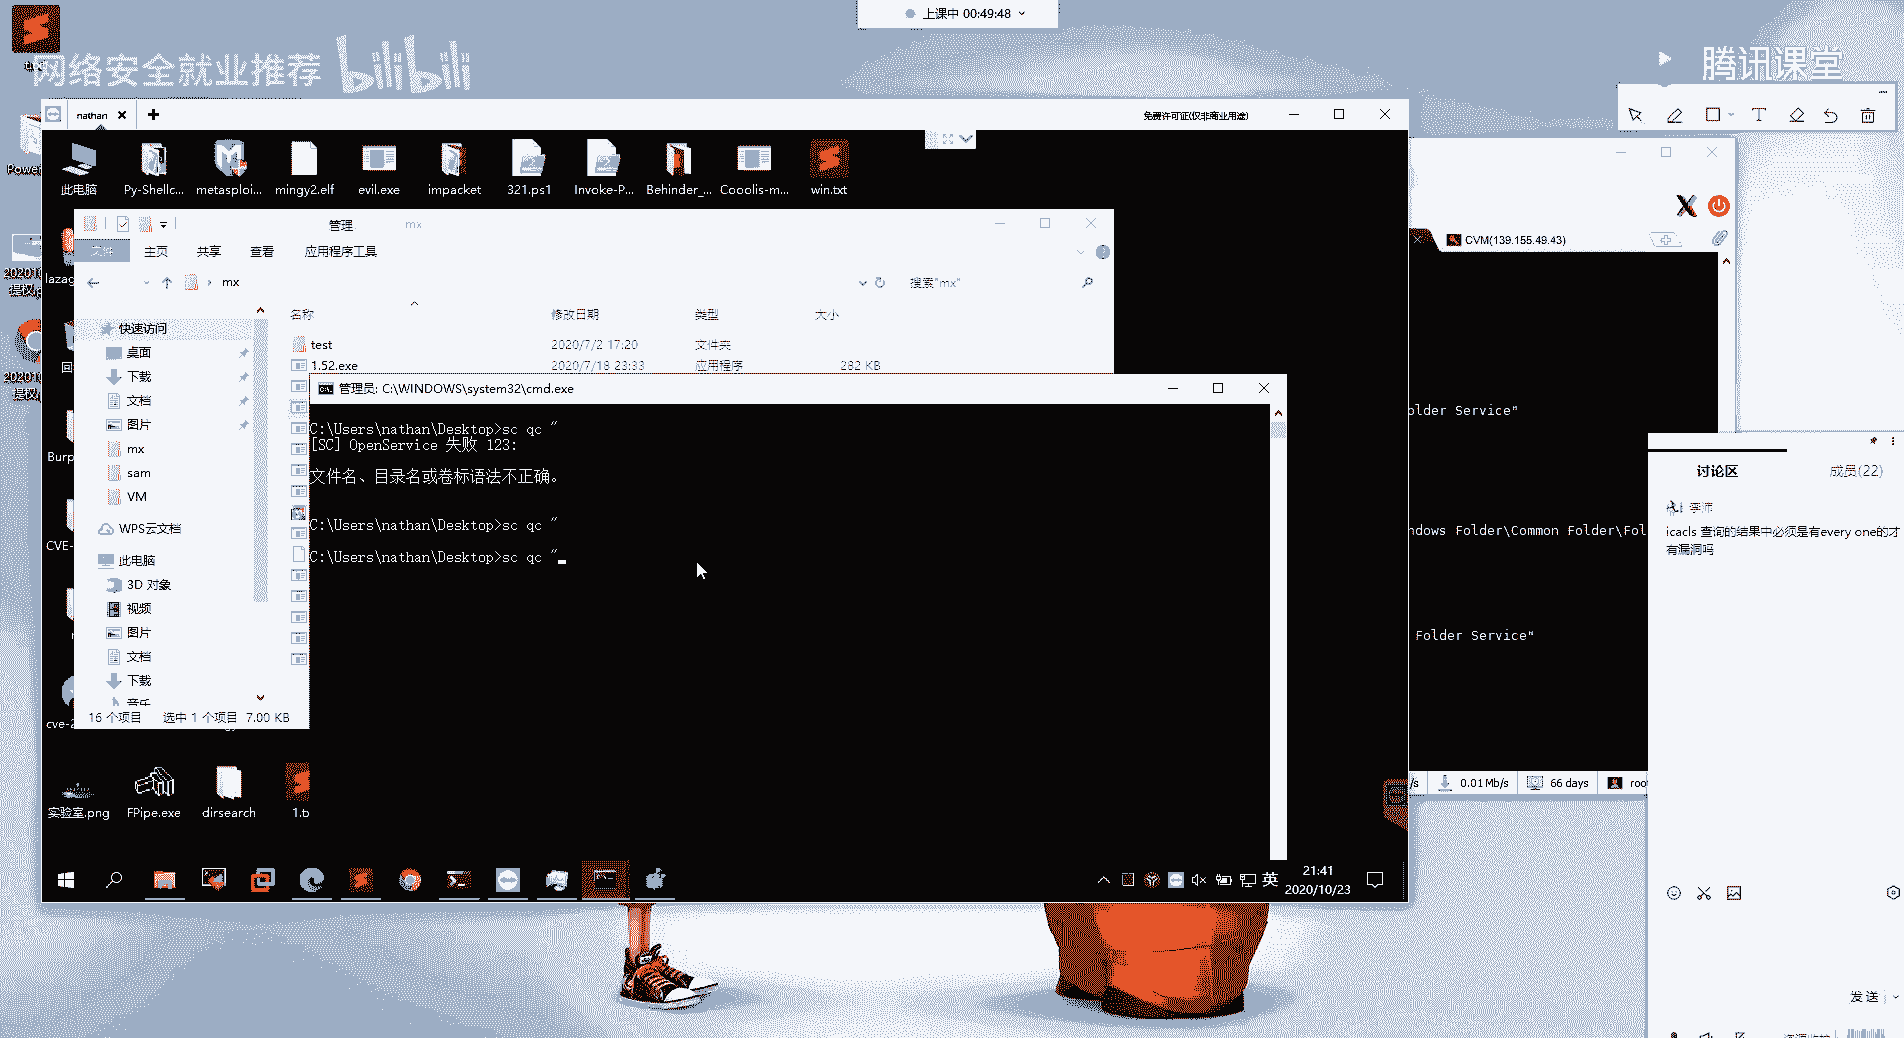 上课中 00:49:48
网络安全就业推荐 bilibili
腾讯课堂
nathan
免费许可证(仅非商业用途)
此电脑
Py-Shellc...
metasploi...
mingy2.elf
evil.exe
impacket
321.ps1
Invoke-P...
Behinder_...
Cooolis-m...
win.txt
管理
mx
文件
主页
共享
查看
应用程序工具
mx
搜索"mx"
名称
修改日期
类型
大小
快速访问
桌面
下载
文档
图片
mx
sam
VM
WPS云文档
此电脑
3D 对象
视频
图片
文档
下载
音乐
test
2020/7/2 17:20
文件夹
1.52.exe
2020/7/18 23:33
应用程序
282 KB
16 个项目
选中 1 个项目 7.00 KB
管理员: C:\WINDOWS\system32\cmd.exe
C:\Users\nathan\Desktop>sc qc "
[SC] OpenService 失败 123:
文件名、目录名或卷标语法不正确。
C:\Users\nathan\Desktop>sc qc "
C:\Users\nathan\Desktop>sc qc "
实验室.png
FPipe.exe
dirsearch
英
21:41
2020/10/23
CVM(139.155.49.43)
older Service"
ndows Folder\Common Folder\Fol
Folder Service"
0.01 Mb/s
66 days
讨论区
成员(22)
icacls 查询的结果中必须是有every one的才
有漏洞吗
发送